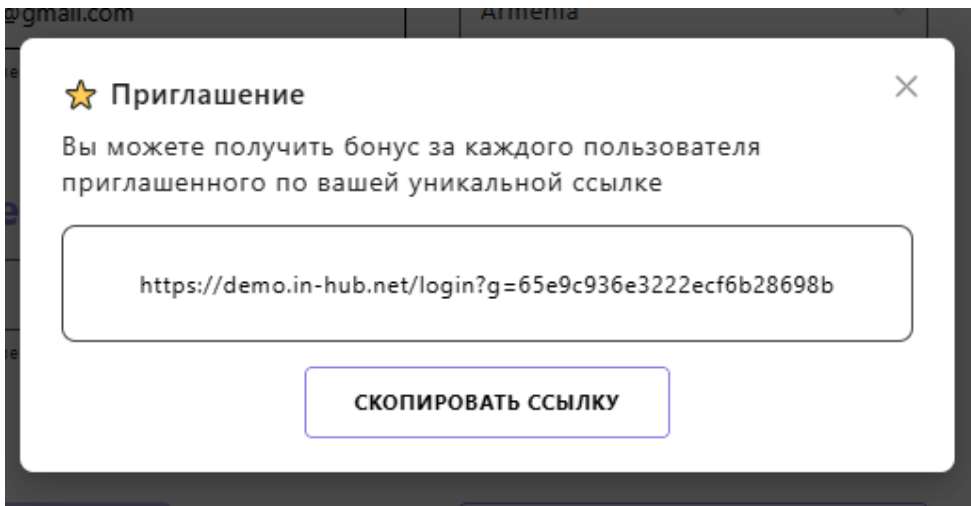 @gmail.com
Armenia
Приглашение
Вы можете получить бонус за каждого пользователя
приглашенного по вашей уникальной ссылке
https://demo.in-hub.net/login?g=65e9c936e3222ecf6b28698b
СКОПИРОВАТЬ ССЫЛКУ